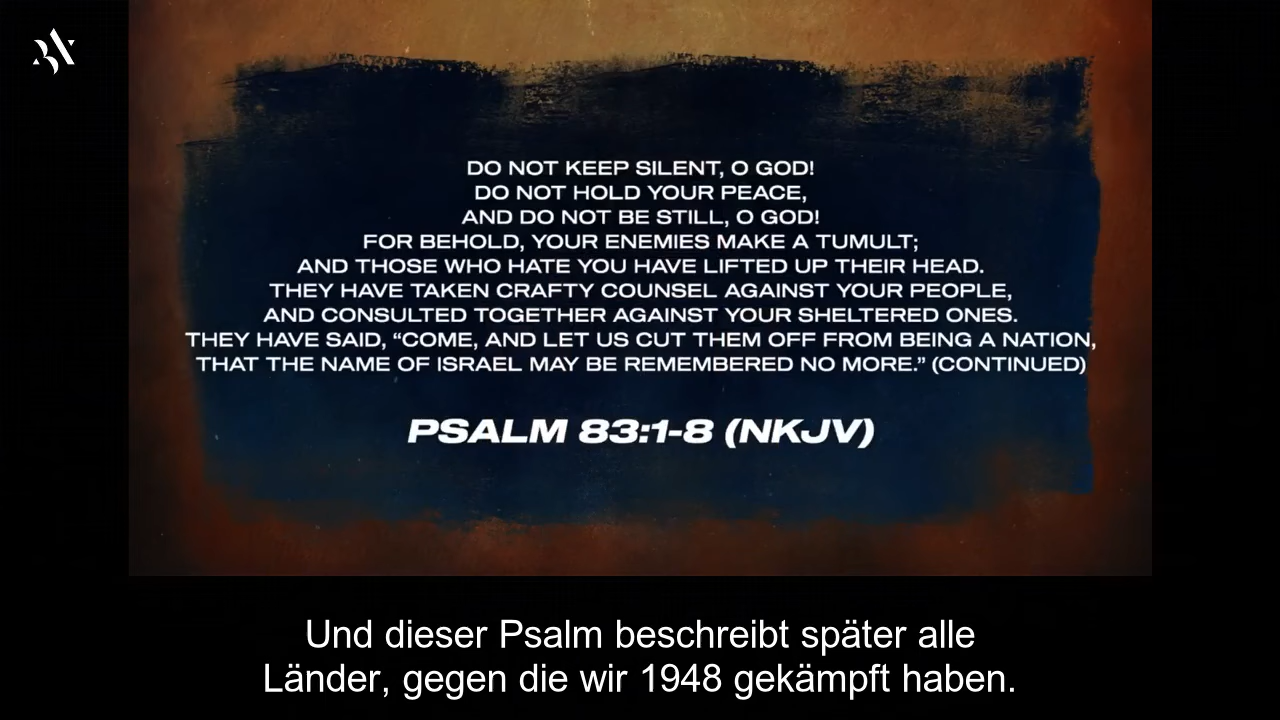 DO NOT KEEP SILENT, O GOD!
DO NOT HOLD YOUR PEACE,
AND DO NOT BE STILL, O GOD!
FOR BEHOLD, YOUR ENEMIES MAKE A TUMULT;
AND THOSE WHO HATE YOU HAVE LIFTED UP THEIR HEAD.
THEY HAVE TAKEN CRAFTY COUNSEL AGAINST YOUR PEOPLE,
AND CONSULTED TOGETHER AGAINST YOUR SHELTERED ONES.
THEY HAVE SAID, “COME, AND LET US CUT THEM OFF FROM BEING A NATION,
THAT THE NAME OF ISRAEL MAY BE REMEMBERED NO MORE.” (CONTINUED)
PSALM 83:1-8 (NKJV)
Und dieser Psalm beschreibt später alle
Länder, gegen die wir 1948 gekämpft haben.